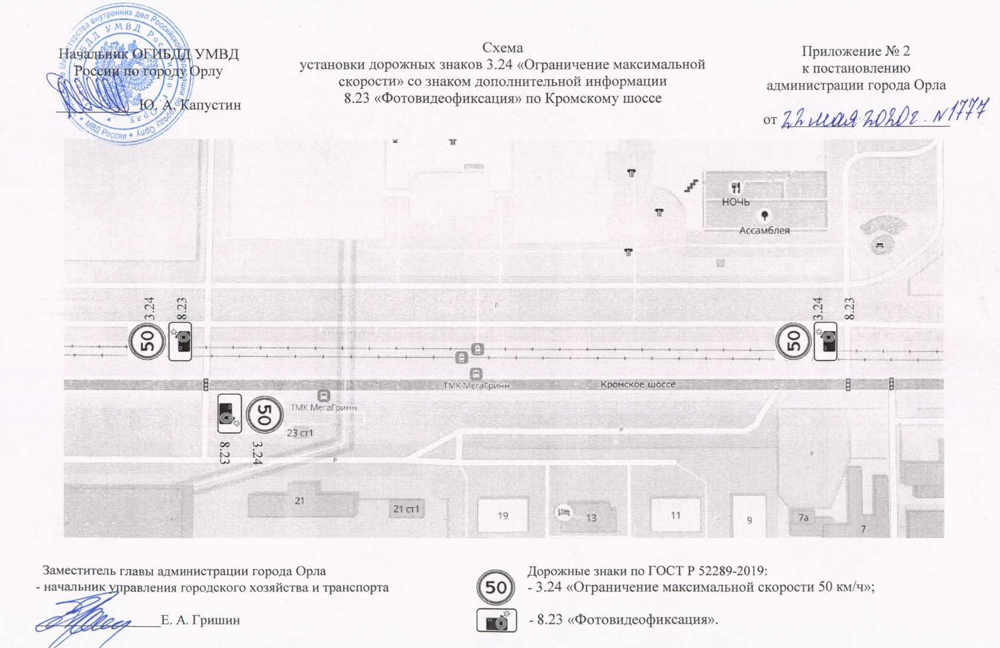 Начальник ОГИБДД УМВД
России по городу Орлу
Ю. А. Капустин
МВД России
Схема
установки дорожных знаков 3.24 «Ограничение максимальной
скорости» со знаком дополнительной информации
8.23 «Фотовидеофиксация» по Кромскому шоссе
Приложение № 2
к постановлению
администрации города Орла
от 22 мая 2020г. N1777
НОЧЬ
Ассамблея
3.24
8.23
50
P
3.24
8.23
50
ТМК МегаГринн
Кромское шоссе
8.23
3.24
50
ТМК МегаГринн
23 ст1
P
P
P
21
21 ст1
19
13
11
9
7а
7
Заместитель главы администрации города Орла
- начальник управления городского хозяйства и транспорта
Е. А. Гришин
Дорожные знаки по ГОСТ Р 52289-2019:
50
- 3.24 «Ограничение максимальной скорости 50 км/ч»;
- 8.23 «Фотовидеофиксация».